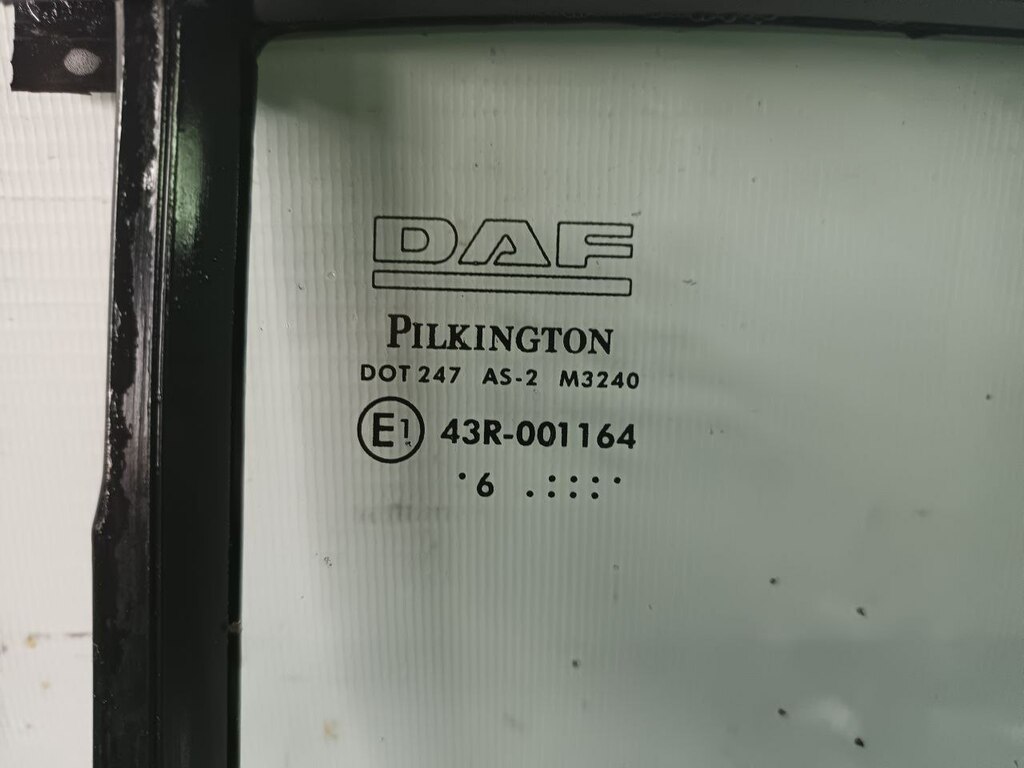 DAF
PILKINGTON
DOT 247 AS-2 M3240
E1 43R-001164
.6 .::::·